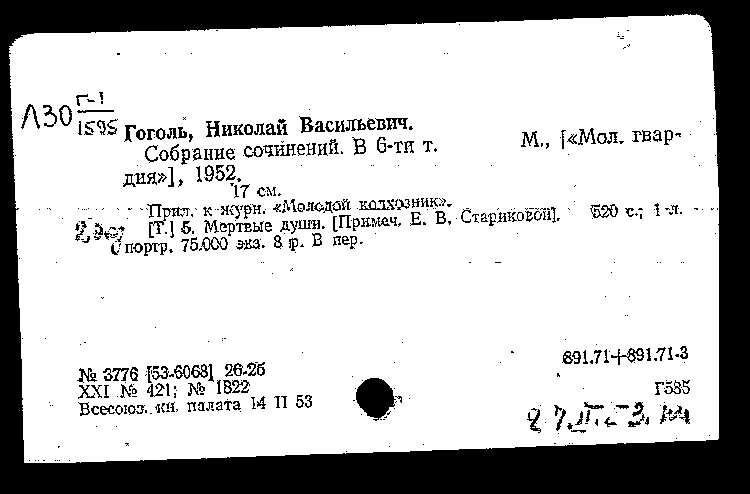 Г-1
Л30
1595
Гоголь, Николай Васильевич.
Собрание сочинений. В 6-ти т. М., [«Мол. гвар-
дия»], 1952.
17 см.
Прил. к журн. «Молодой колхозник».
[Т.] 5. Мертвые души. [Примеч. Е. В. Стариковой]. 520 с.; 1 л.
портр. 75.000 экз. 8 р. В пер.
№ 3776 [53-6068] 26-25 891.71+891.71-3
XXI № 421; № 1822 Г585
Всесоюз. кн. палата 14 II 53